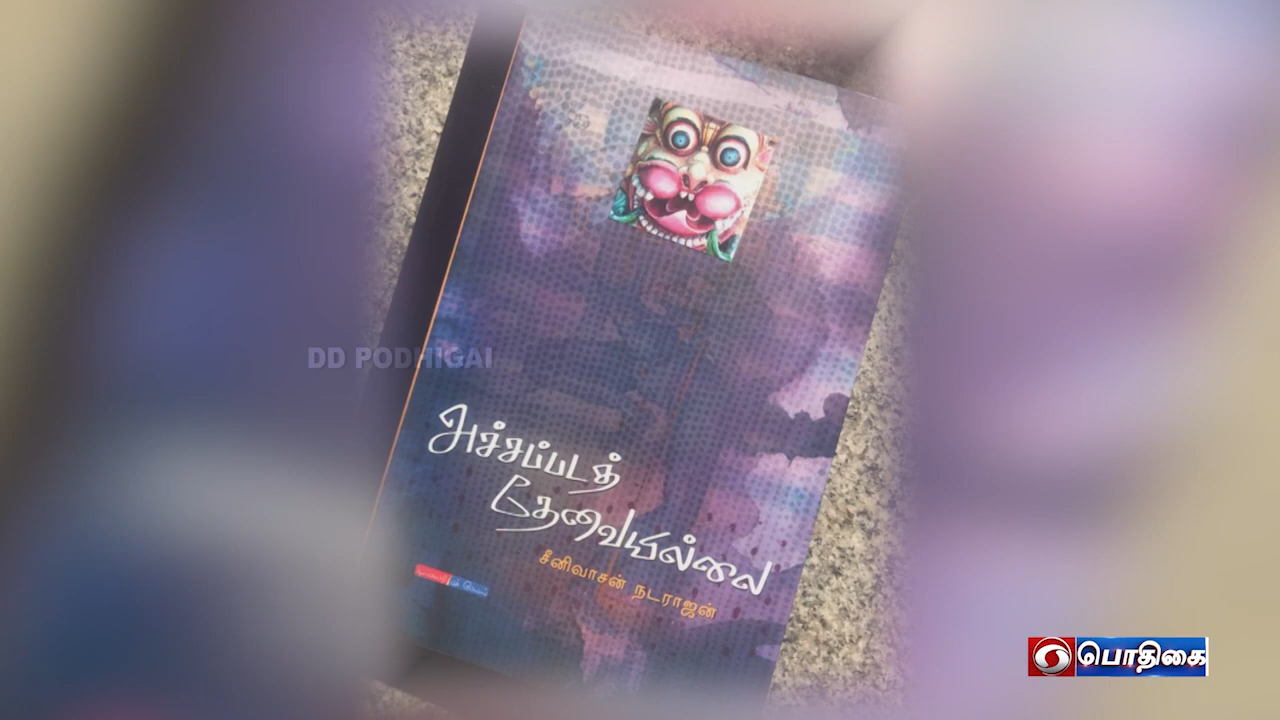 DD PODHIGAI
அச்சப்படத்
தேவையில்லை
சீனிவாசன் நடராஜன்
பொதிகை